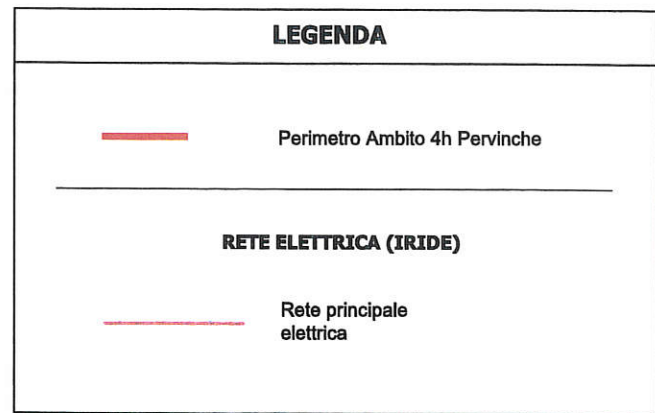 LEGENDA
Perimetro Ambito 4h Pervinche
RETE ELETTRICA (IRIDE)
Rete principale
elettrica